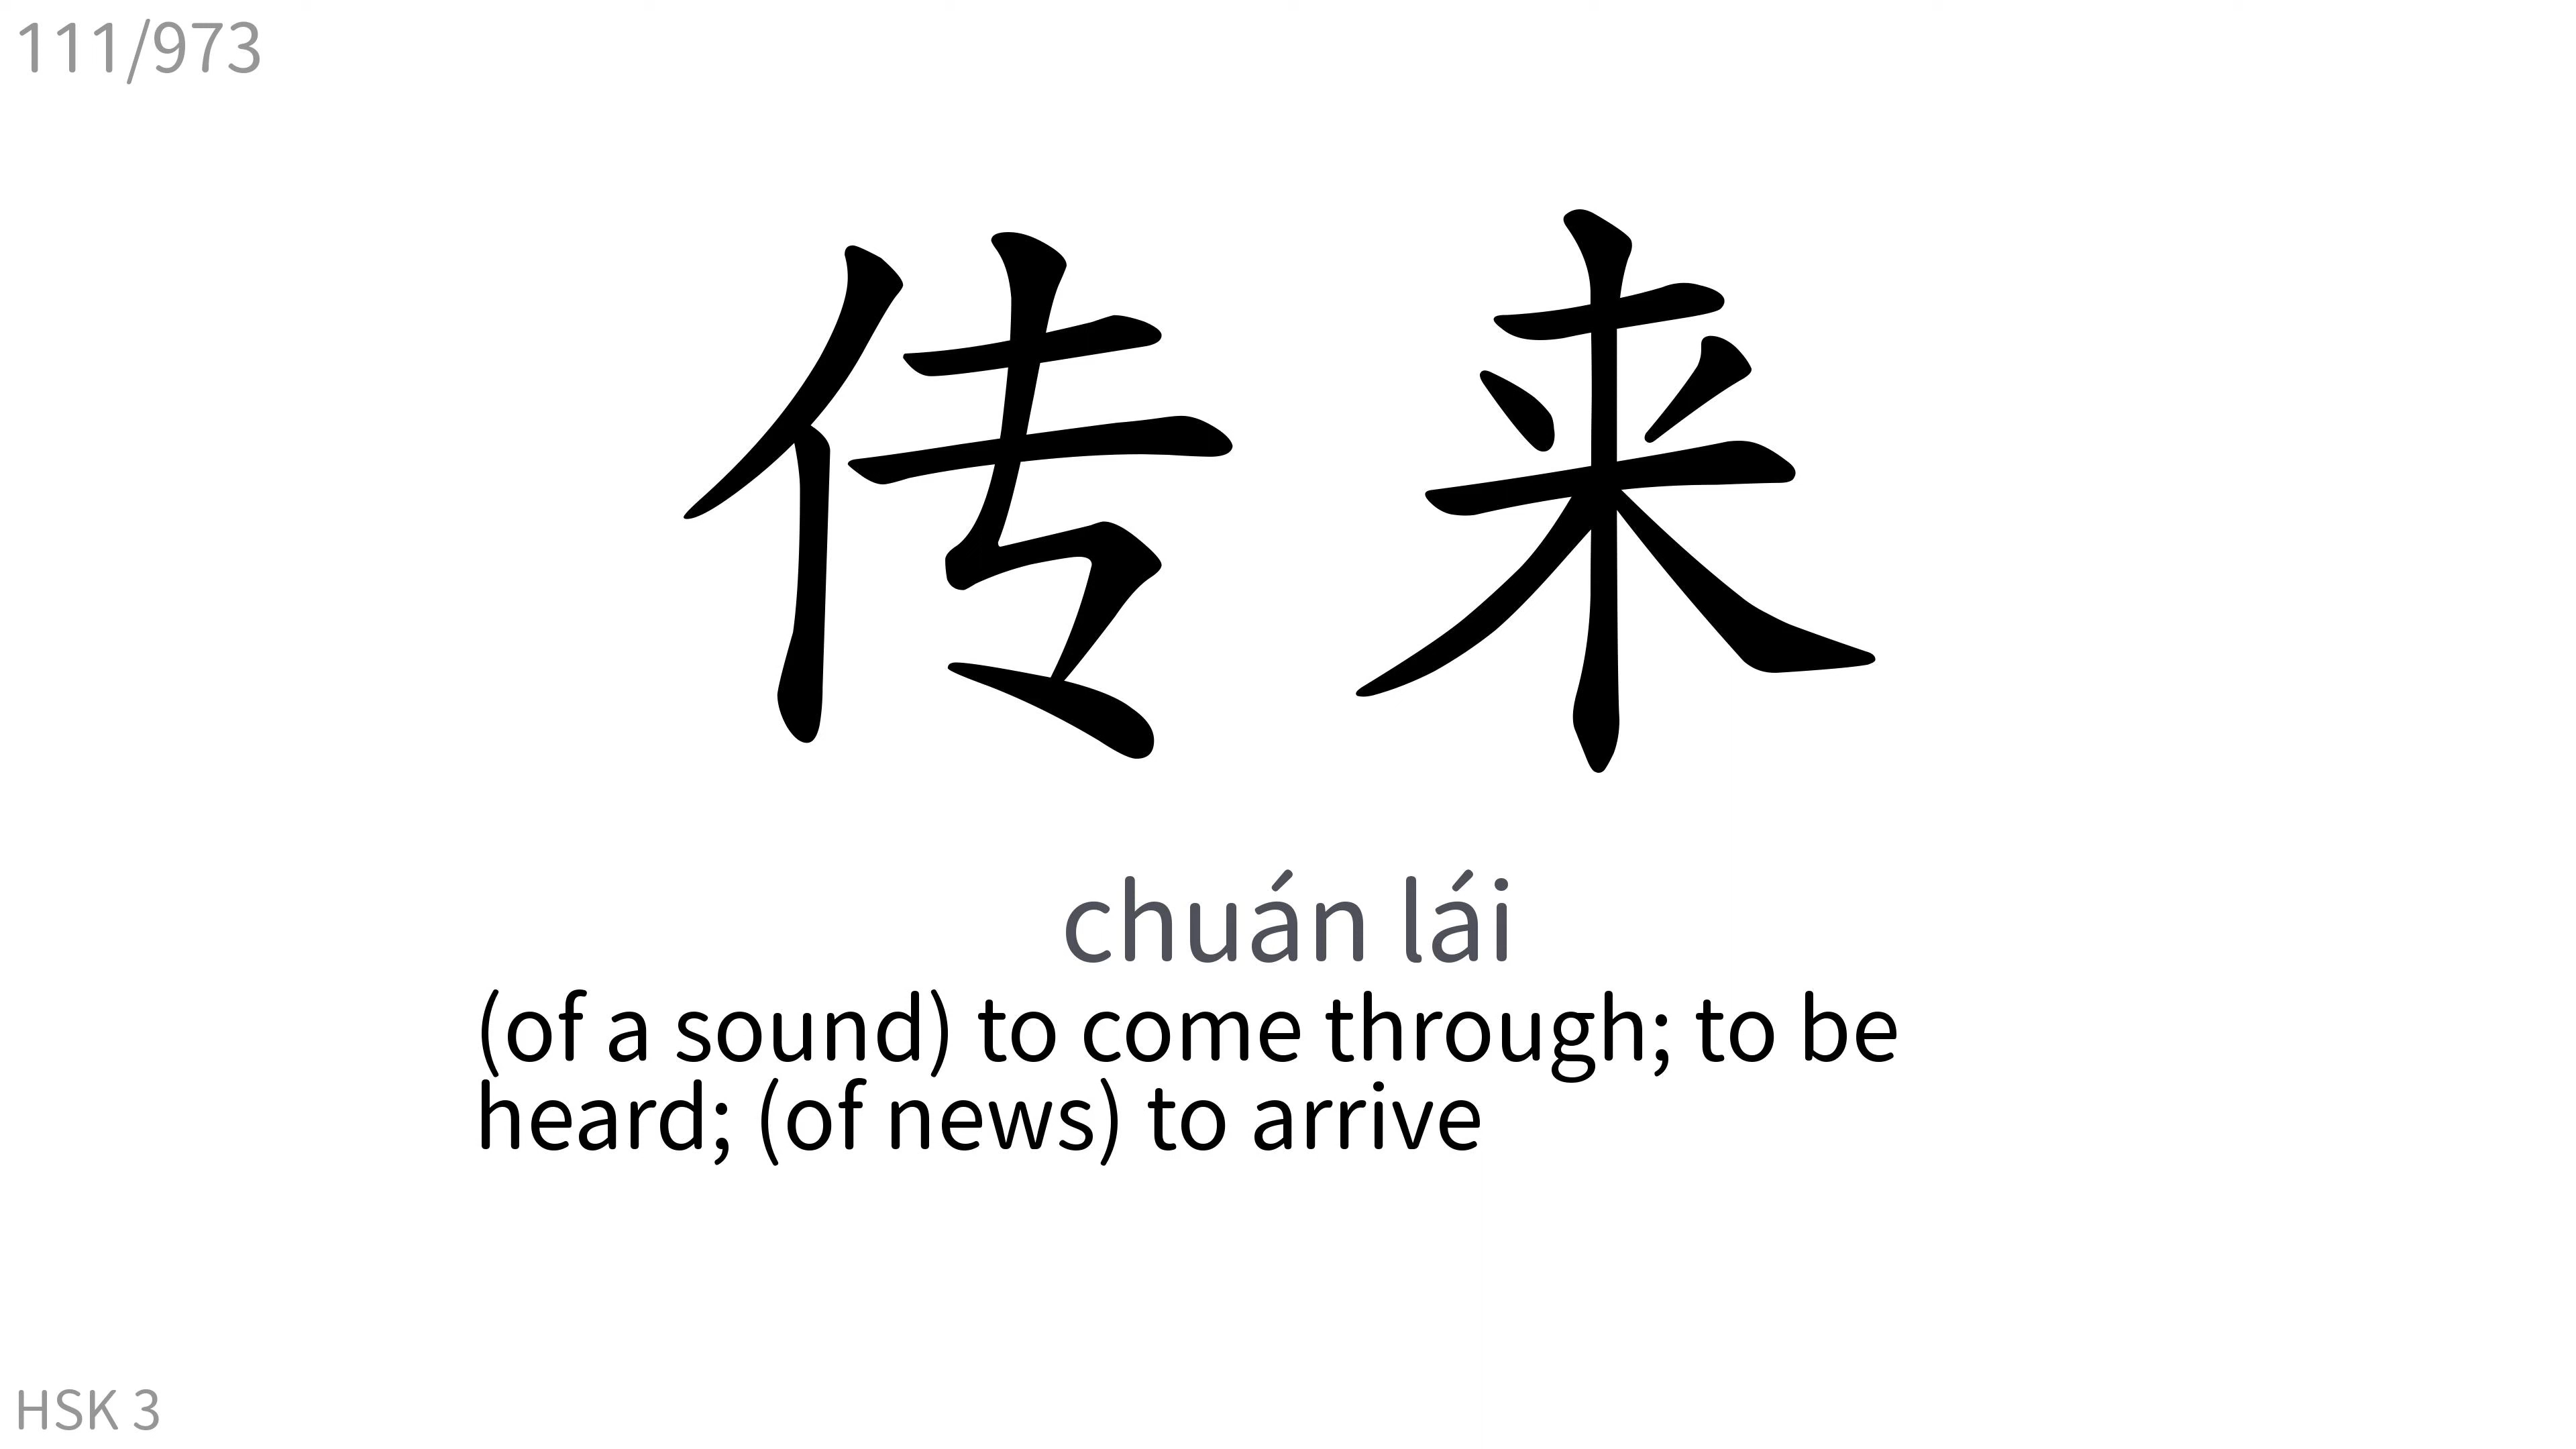 111/973
传来
chuán lái
(of a sound) to come through; to be
heard; (of news) to arrive
HSK 3